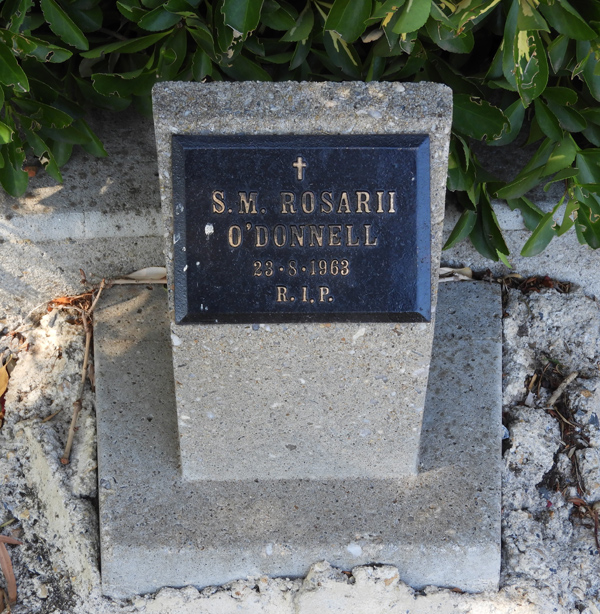 S.M. ROSARII
O'DONNELL
23·8·1963
R.I.P.